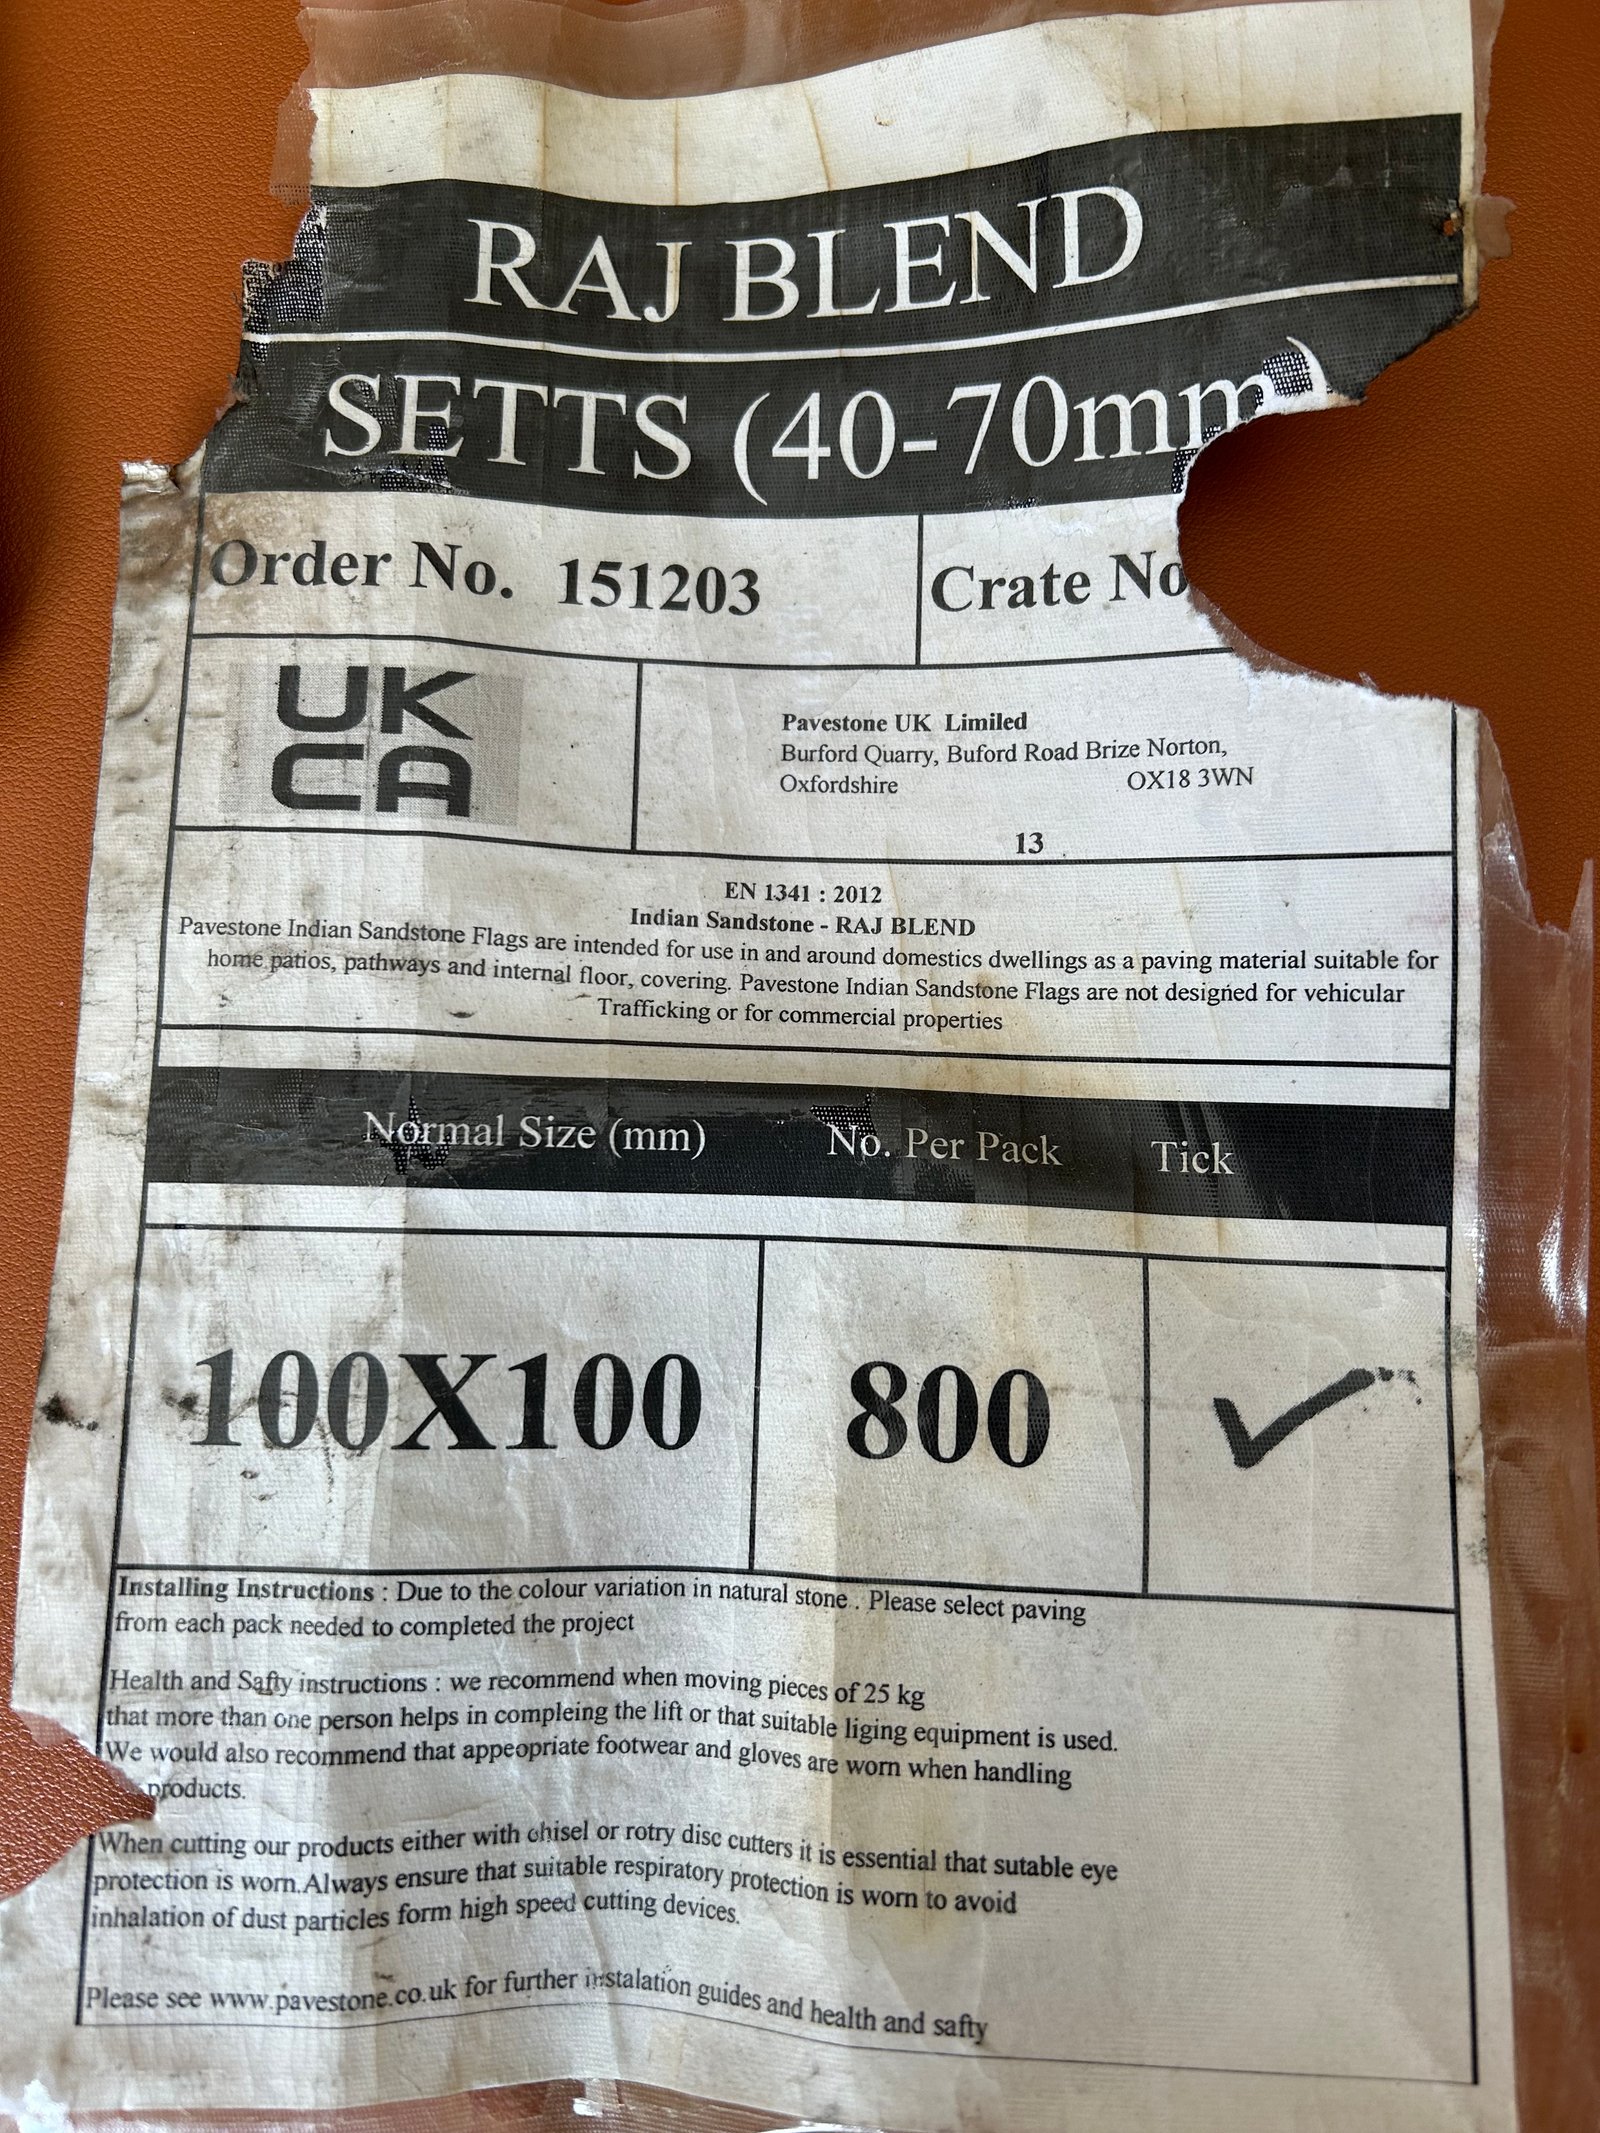 RAJ BLEND
SETTS (40-70mm)
Order No. 151203
Crate No
UK
CA
Pavestone UK Limiled
Burford Quarry, Buford Road Brize Norton,
Oxfordshire OX18 3WN
13
EN 1341 : 2012
Indian Sandstone - RAJ BLEND
Pavestone Indian Sandstone Flags are intended for use in and around domestics dwellings as a paving material suitable for
home patios, pathways and internal floor, covering. Pavestone Indian Sandstone Flags are not designed for vehicular
Trafficking or for commercial properties
Normal Size (mm) No. Per Pack Tick
100X100 800 ✓
Installing Instructions : Due to the colour variation in natural stone . Please select paving
from each pack needed to completed the project
Health and Safty instructions : we recommend when moving pieces of 25 kg
that more than one person helps in compleing the lift or that suitable liging equipment is used.
We would also recommend that appeopriate footwear and gloves are worn when handling
products.
When cutting our products either with chisel or rotry disc cutters it is essential that sutable eye
protection is worn.Always ensure that suitable respiratory protection is worn to avoid
inhalation of dust particles form high speed cutting devices.
Please see www.pavestone.co.uk for further instalation guides and health and safty